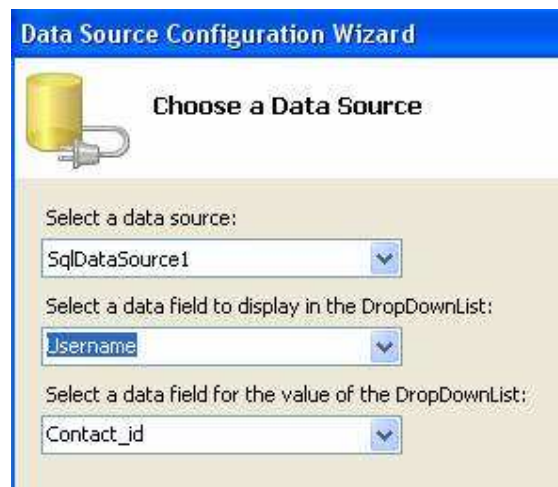 Data Source Configuration Wizard
Choose a Data Source
Select a data source:
SqlDataSource1
Select a data field to display in the DropDownList:
Username
Select a data field for the value of the DropDownList:
Contact_id